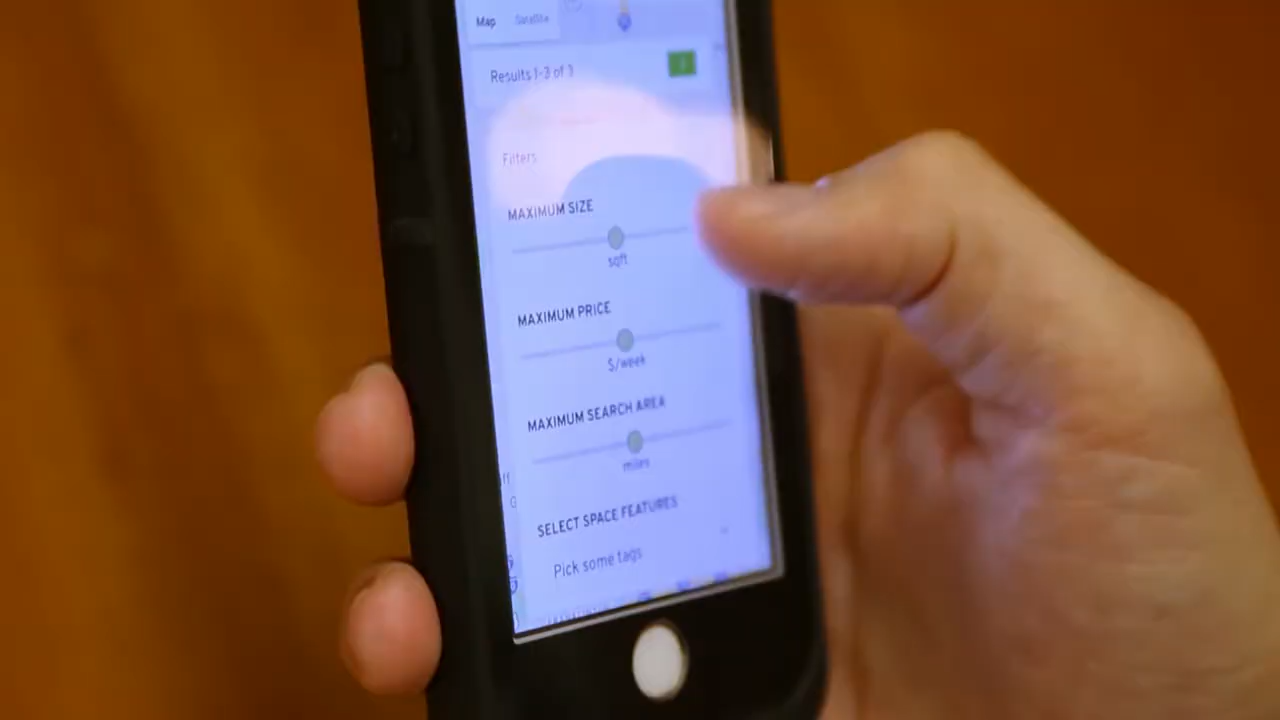 Map Satellite
Results 1-3 of 3
Filters
MAXIMUM SIZE
sqft
MAXIMUM PRICE
$/week
MAXIMUM SEARCH AREA
miles
SELECT SPACE FEATURES
Pick some tags